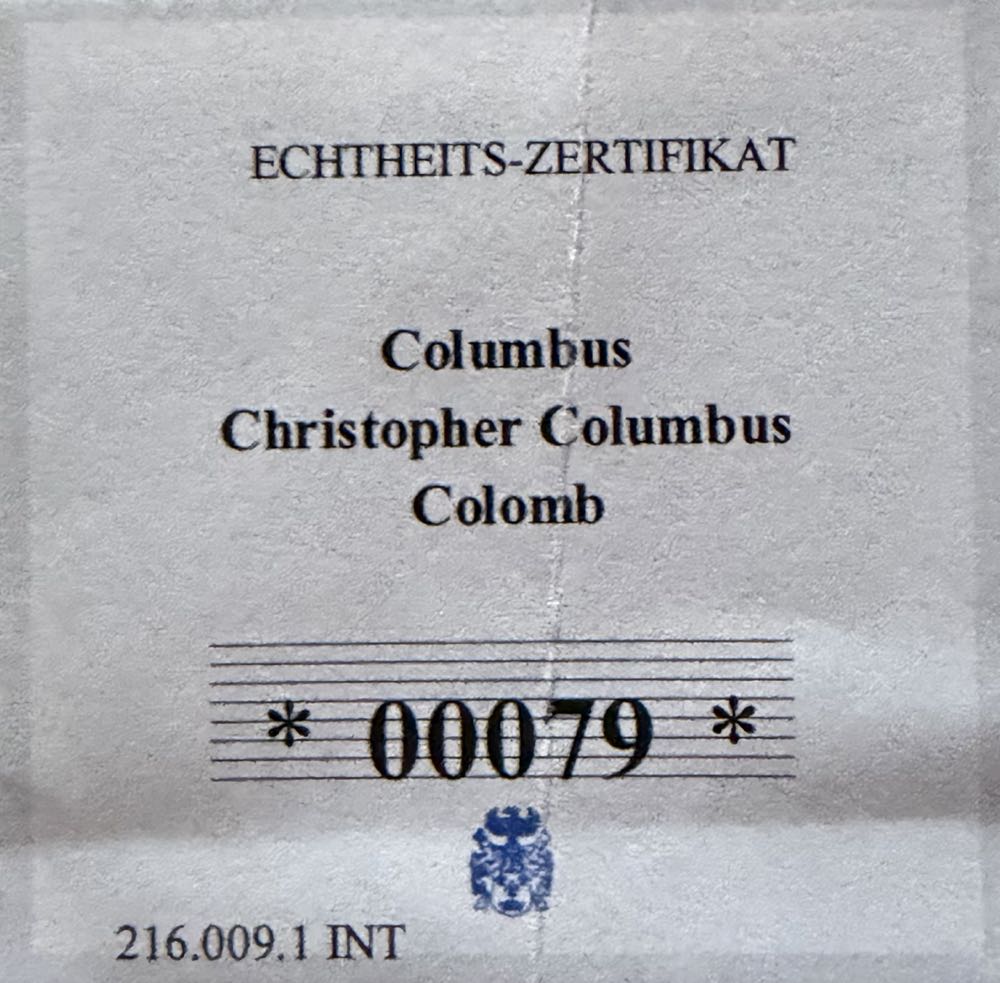 ECHTHEITS-ZERTIFIKAT
Columbus
Christopher Columbus
Colomb
* 00079 *
216.009.1 INT